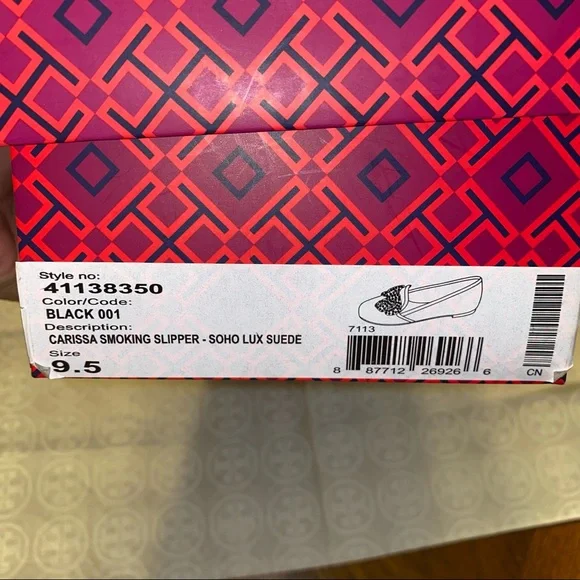 Style no:
41138350
Color/Code:
BLACK 001
Description:
CARISSA SMOKING SLIPPER - SOHO LUX SUEDE
Size
9.5
7113
8 87712 26926 6
CN